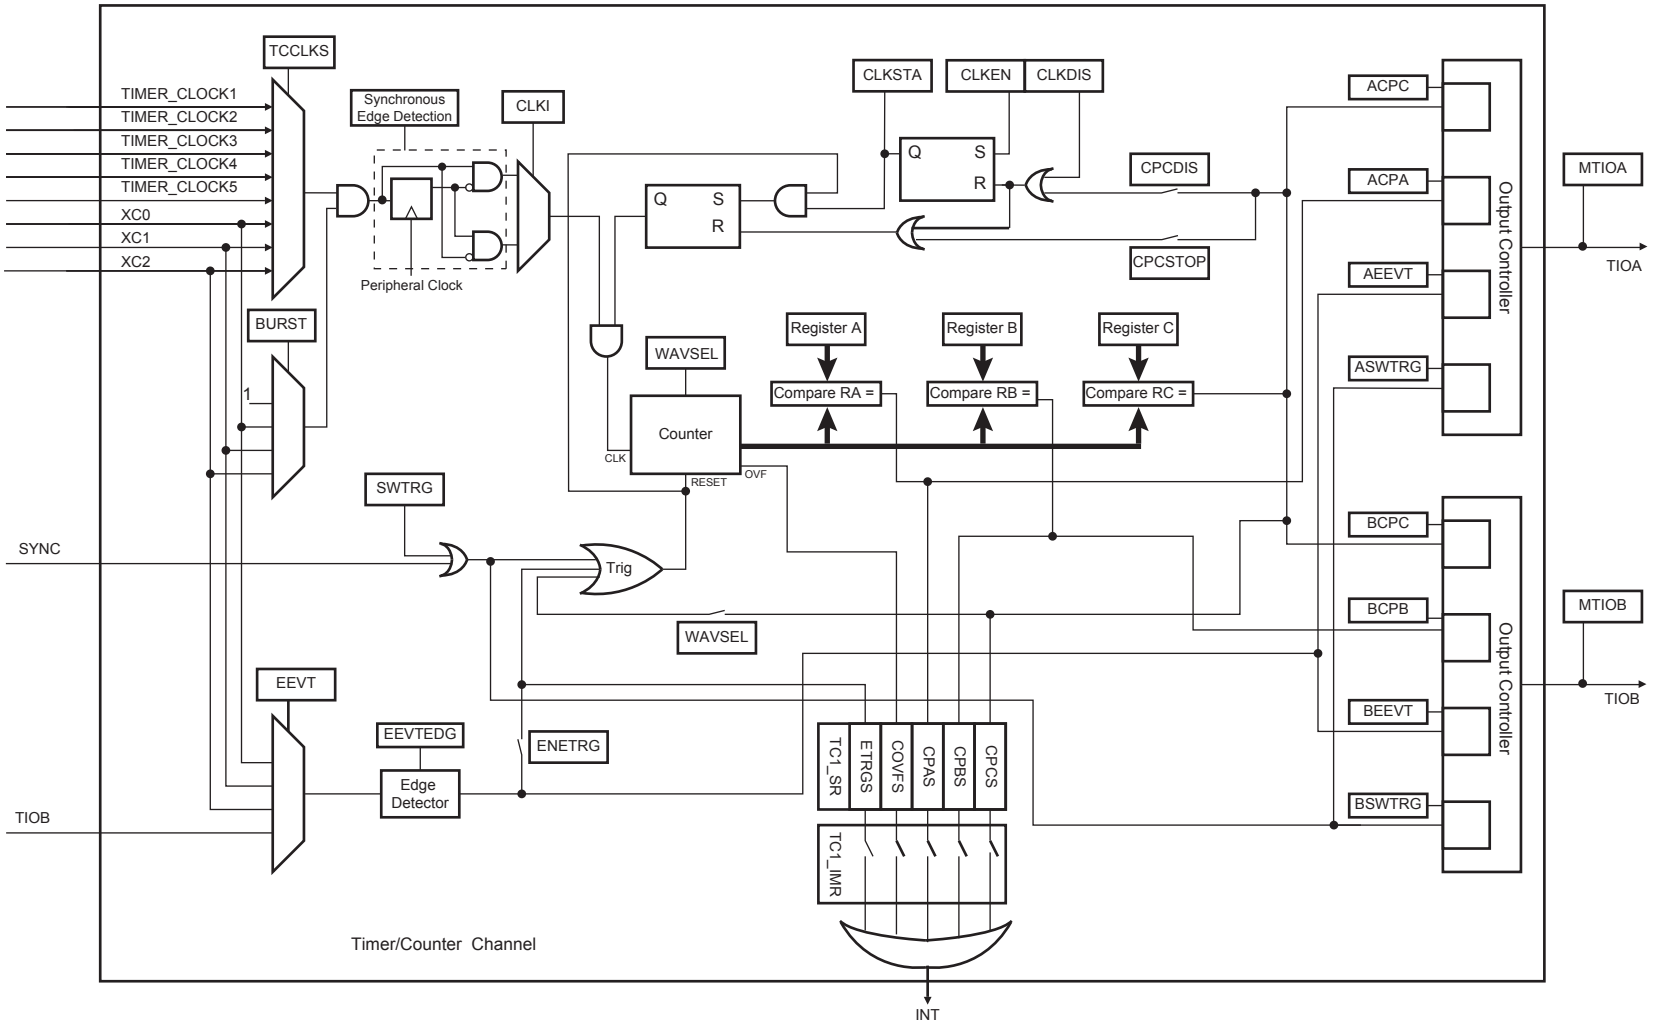 TCCLKS
TIMER_CLOCK1
TIMER_CLOCK2
TIMER_CLOCK3
TIMER_CLOCK4
TIMER_CLOCK5
XC0
XC1
XC2
Synchronous
Edge Detection
CLKI
Peripheral Clock
BURST
1
CLKSTA
CLKEN
CLKDIS
Q
S
R
Q
S
R
CPCDIS
CPCSTOP
ACPC
ACPA
AEEVT
ASWTRG
Output Controller
MTIOA
TIOA
Register A
Register B
Register C
Compare RA =
Compare RB =
Compare RC =
WAVSEL
Counter
CLK
RESET
OVF
SWTRG
SYNC
Trig
WAVSEL
BCPC
BCPB
BEEVT
BSWTRG
Output Controller
MTIOB
TIOB
EEVT
EEVTEDG
Edge
Detector
ENETRG
TIOB
TC1_SR
ETRGS
COVFS
CPAS
CPBS
CPCS
TC1_IMR
Timer/Counter Channel
INT